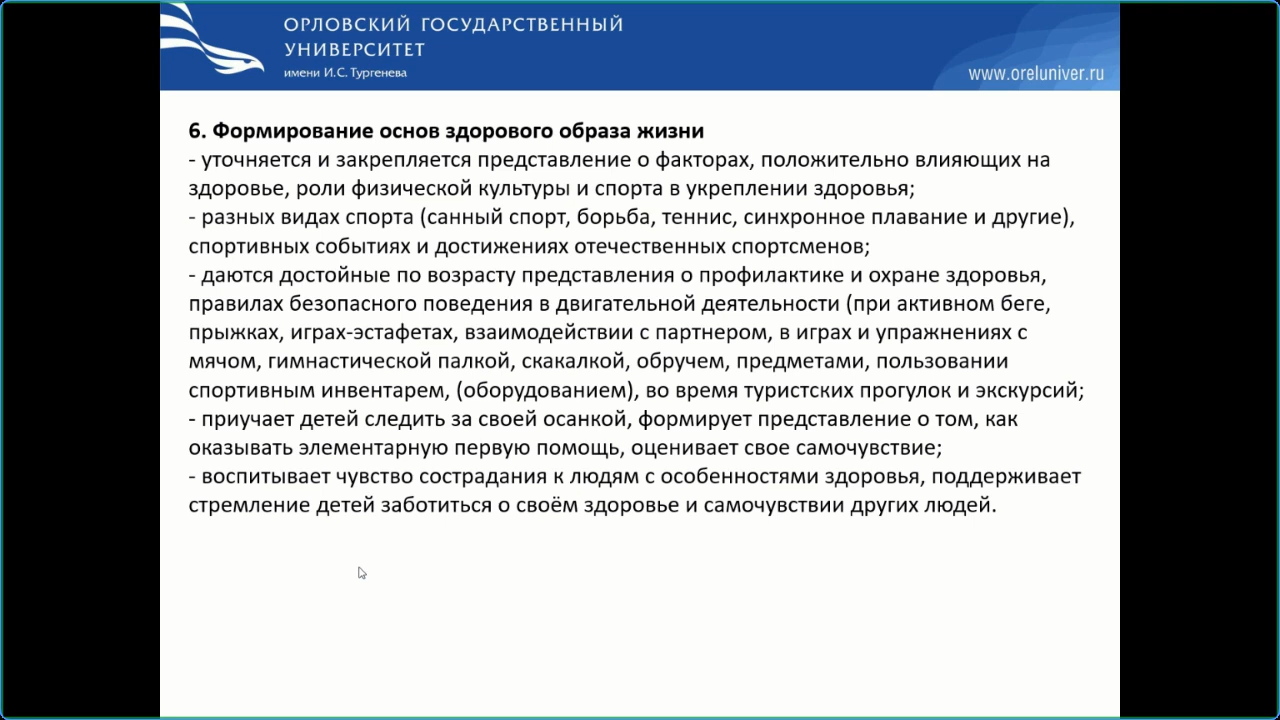 ОРЛОВСКИЙ ГОСУДАРСТВЕННЫЙ
УНИВЕРСИТЕТ
имени И.С. Тургенева
www.oreluniver.ru
6. Формирование основ здорового образа жизни
- уточняется и закрепляется представление о факторах, положительно влияющих на
здоровье, роли физической культуры и спорта в укреплении здоровья;
- разных видах спорта (санный спорт, борьба, теннис, синхронное плавание и другие),
спортивных событиях и достижениях отечественных спортсменов;
- даются достойные по возрасту представления о профилактике и охране здоровья,
правилах безопасного поведения в двигательной деятельности (при активном беге,
прыжках, играх-эстафетах, взаимодействии с партнером, в играх и упражнениях с
мячом, гимнастической палкой, скакалкой, обручем, предметами, пользовании
спортивным инвентарем, (оборудованием), во время туристских прогулок и экскурсий;
- приучает детей следить за своей осанкой, формирует представление о том, как
оказывать элементарную первую помощь, оценивает свое самочувствие;
- воспитывает чувство сострадания к людям с особенностями здоровья, поддерживает
стремление детей заботиться о своём здоровье и самочувствии других людей.